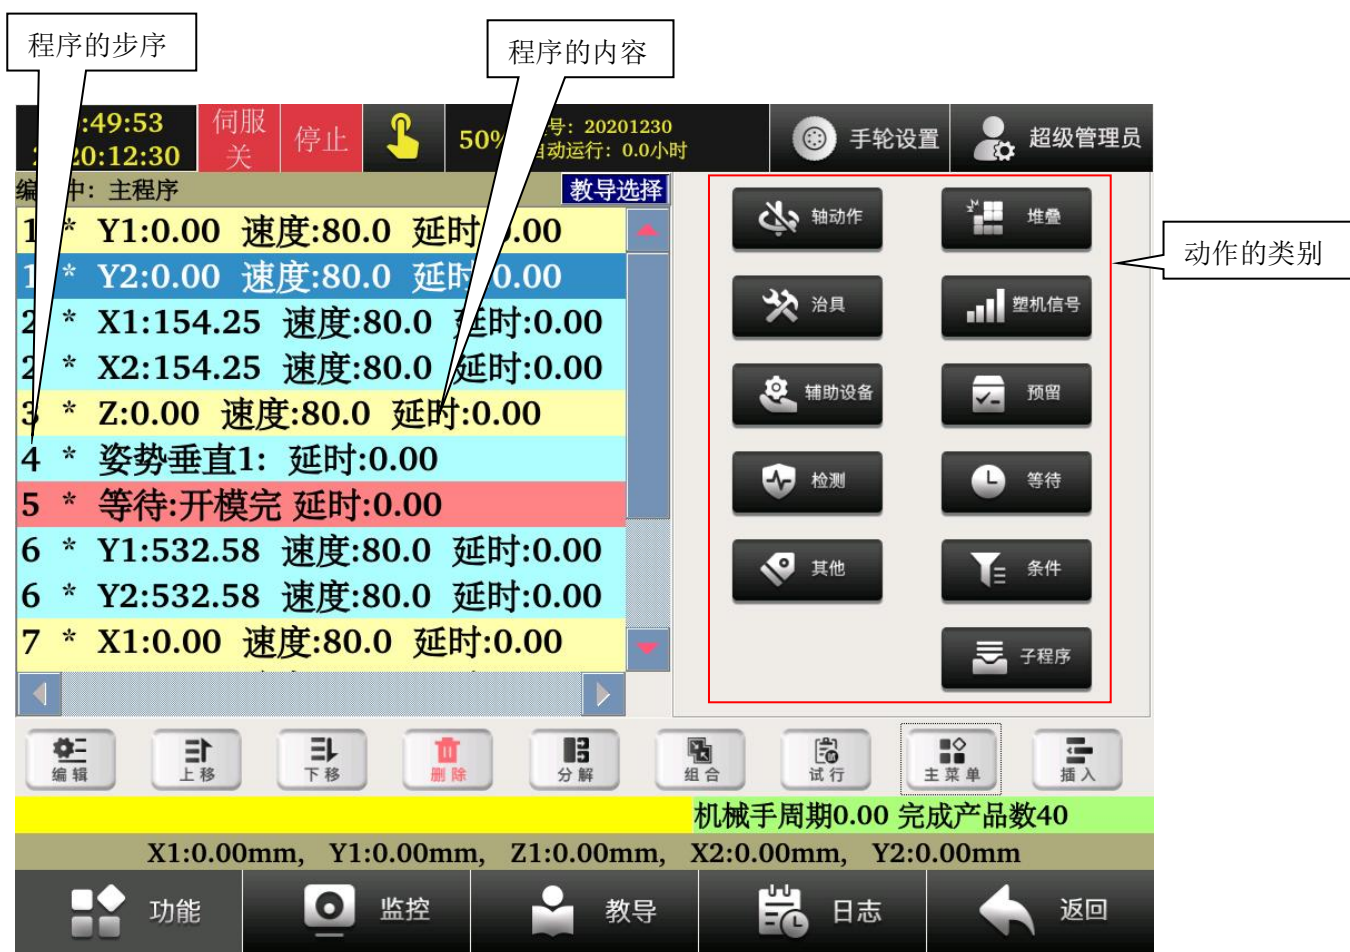 程序的步序
程序的内容
:49:53
20:12:30
伺服
关
停止
50%
号: 20201230
自动运行: 0.0小时
手轮设置
超级管理员
编 中: 主程序
教导选择
1 * Y1:0.00 速度:80.0 延时:0.00
1 * Y2:0.00 速度:80.0 延时:0.00
2 * X1:154.25 速度:80.0 延时:0.00
2 * X2:154.25 速度:80.0 延时:0.00
3 * Z:0.00 速度:80.0 延时:0.00
4 * 姿势垂直1: 延时:0.00
5 * 等待:开模完 延时:0.00
6 * Y1:532.58 速度:80.0 延时:0.00
6 * Y2:532.58 速度:80.0 延时:0.00
7 * X1:0.00 速度:80.0 延时:0.00
轴动作
堆叠
治具
塑机信号
辅助设备
预留
检测
等待
其他
条件
子程序
动作的类别
编辑
上移
下移
删除
分解
组合
试行
主菜单
插入
机械手周期0.00 完成产品数40
X1:0.00mm, Y1:0.00mm, Z1:0.00mm, X2:0.00mm, Y2:0.00mm
功能
监控
教导
日志
返回